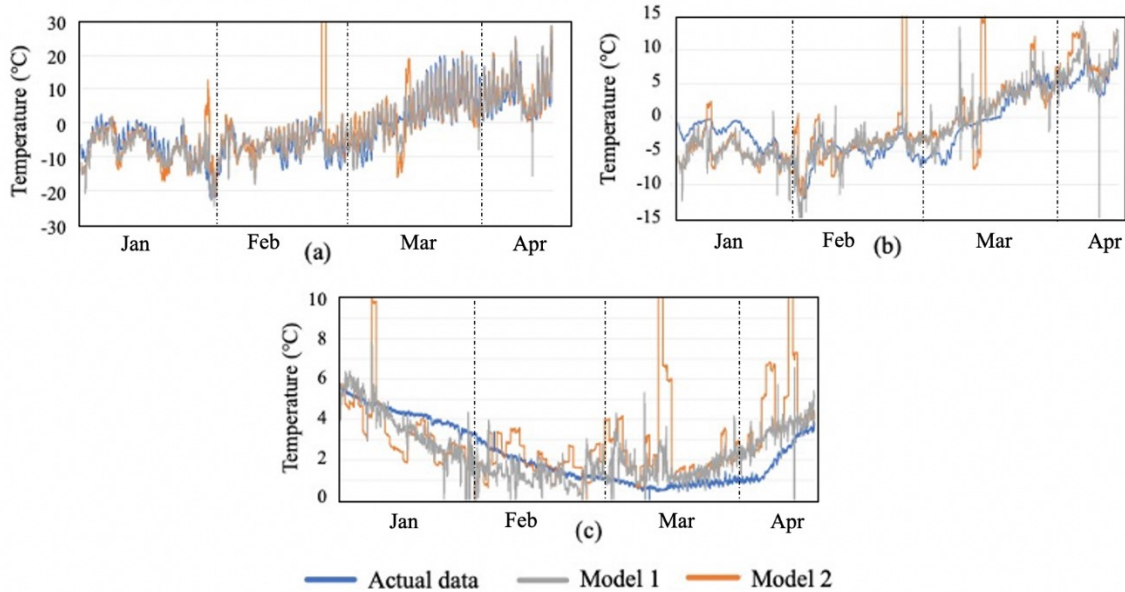 Temperature (°C)
30
20
10
0
-10
-20
-30
Jan
Feb
Mar
Apr
(a)
Temperature (°C)
15
10
5
0
-5
-10
-15
Jan
Feb
Mar
Apr
(b)
Temperature (°C)
10
8
6
4
2
0
Jan
Feb
Mar
Apr
(c)
Actual data
Model 1
Model 2